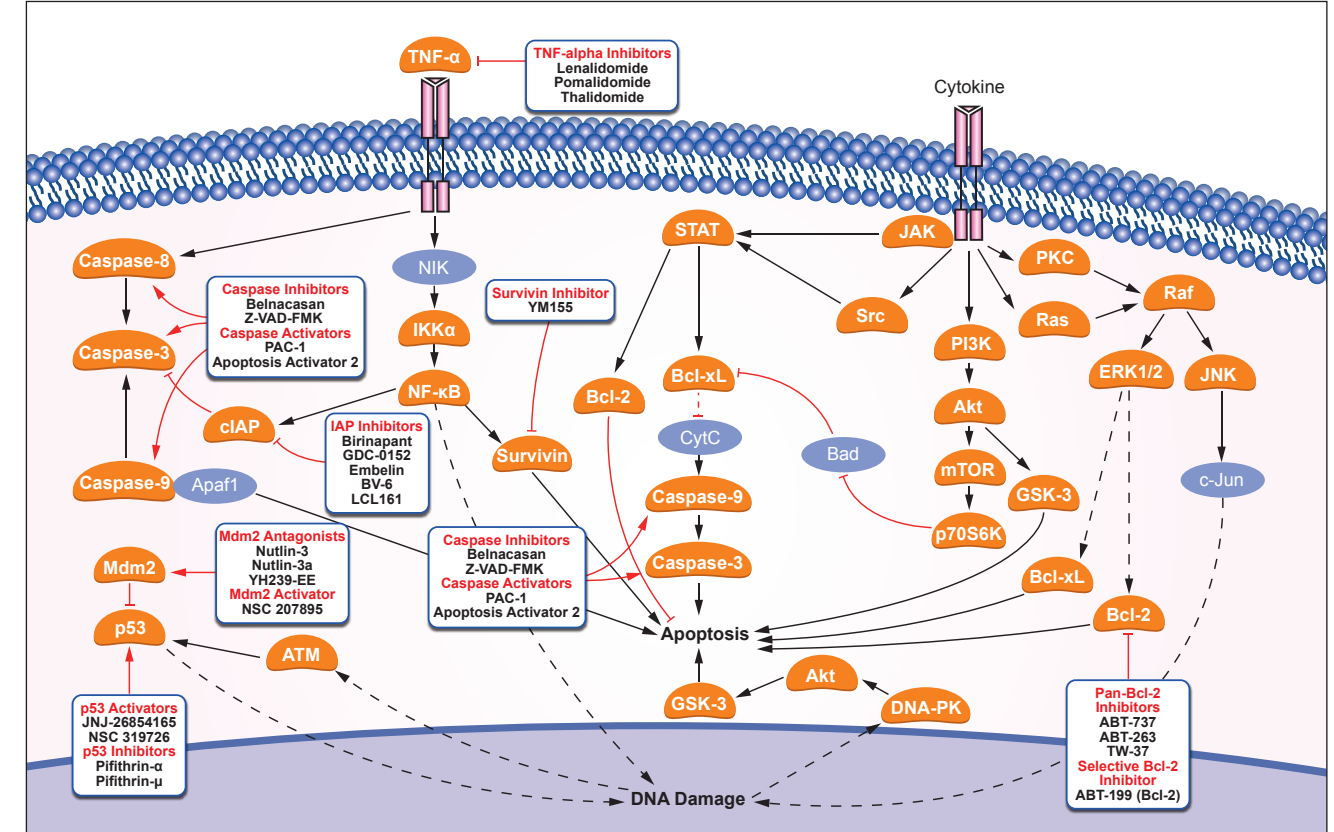 TNF-α
TNF-alpha Inhibitors
Lenalidomide
Pomalidomide
Thalidomide
Cytokine
Caspase-8
NIK
STAT
JAK
PKC
Caspase Inhibitors
Belnacasan
Z-VAD-FMK
Caspase Activators
PAC-1
Apoptosis Activator 2
Survivin Inhibitor
YM155
Src
Ras
Raf
Caspase-3
IKKα
PI3K
NF-κB
Bcl-2
Bcl-xL
ERK1/2
JNK
cIAP
Akt
IAP Inhibitors
Birinapant
GDC-0152
Embelin
BV-6
LCL161
Survivin
CytC
Bad
mTOR
Caspase-9
Apaf1
Caspase-9
GSK-3
c-Jun
p70S6K
Mdm2 Antagonists
Nutlin-3
Nutlin-3a
YH239-EE
Mdm2 Activator
NSC 207895
Caspase Inhibitors
Belnacasan
Z-VAD-FMK
Caspase Activators
PAC-1
Apoptosis Activator 2
Mdm2
Caspase-3
Bcl-xL
p53
ATM
Apoptosis
Bcl-2
Akt
GSK-3
DNA-PK
p53 Activators
JNJ-26854165
NSC 319726
p53 Inhibitors
Pifithrin-α
Pifithrin-μ
Pan-Bcl-2
Inhibitors
ABT-737
ABT-263
TW-37
Selective Bcl-2
Inhibitor
ABT-199 (Bcl-2)
DNA Damage